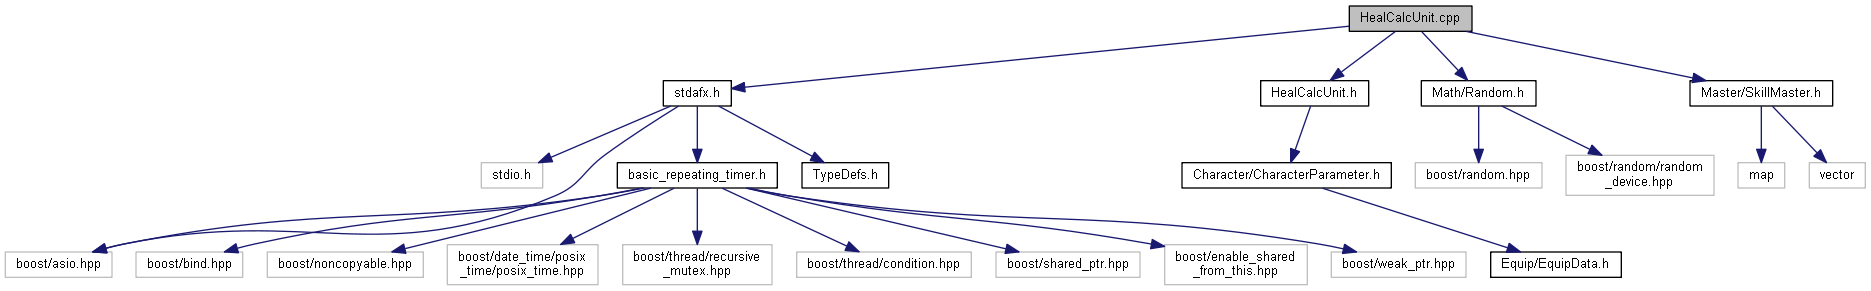 HealCalcUnit.cpp
stdafx.h
HealCalcUnit.h
Math/Random.h
Master/SkillMaster.h
stdio.h
basic_repeating_timer.h
TypeDefs.h
Character/CharacterParameter.h
boost/random.hpp
boost/random/random
_device.hpp
map
vector
boost/asio.hpp
boost/bind.hpp
boost/noncopyable.hpp
boost/date_time/posix
_time/posix_time.hpp
boost/thread/recursive
_mutex.hpp
boost/thread/condition.hpp
boost/shared_ptr.hpp
boost/enable_shared
_from_this.hpp
boost/weak_ptr.hpp
Equip/EquipData.h